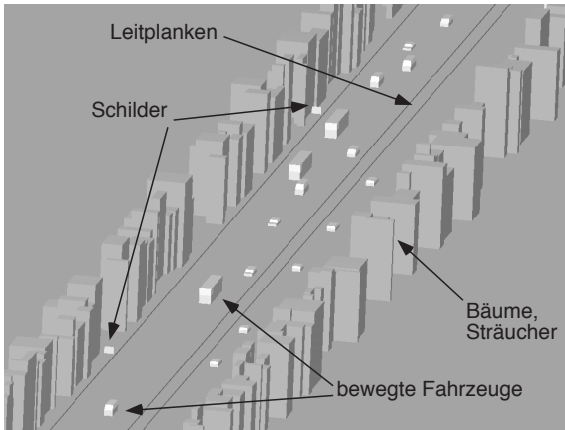 Leitplanken
Schilder
Bäume,
Sträucher
bewegte Fahrzeuge